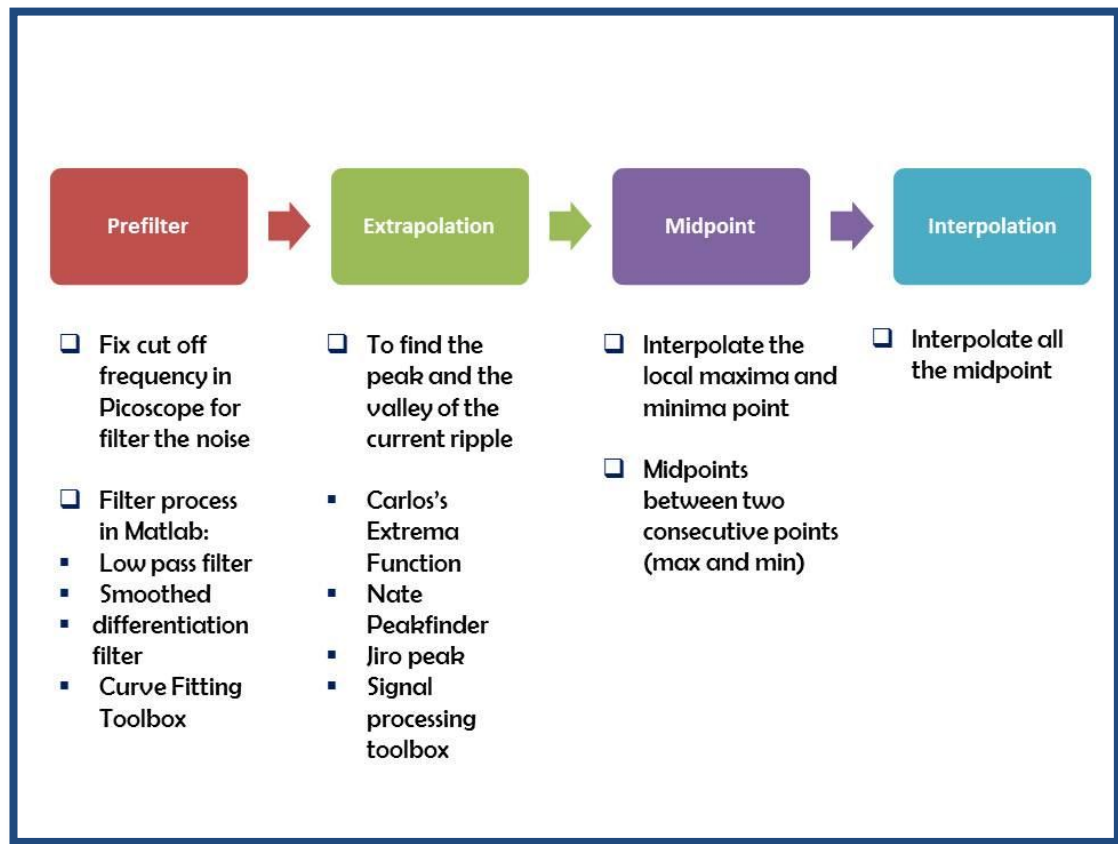 Prefilter
Extrapolation
Midpoint
Interpolation
Fix cut off
frequency in
Picoscope for
filter the noise
Filter process
in Matlab:
Low pass filter
Smoothed
differentiation
filter
Curve Fitting
Toolbox
To find the
peak and the
valley of the
current ripple
Carlos's
Extrema
Function
Nate
Peakfinder
Jiro peak
Signal
processing
toolbox
Interpolate the
local maxima and
minima point
Midpoints
between two
consecutive points
(max and min)
Interpolate all
the midpoint